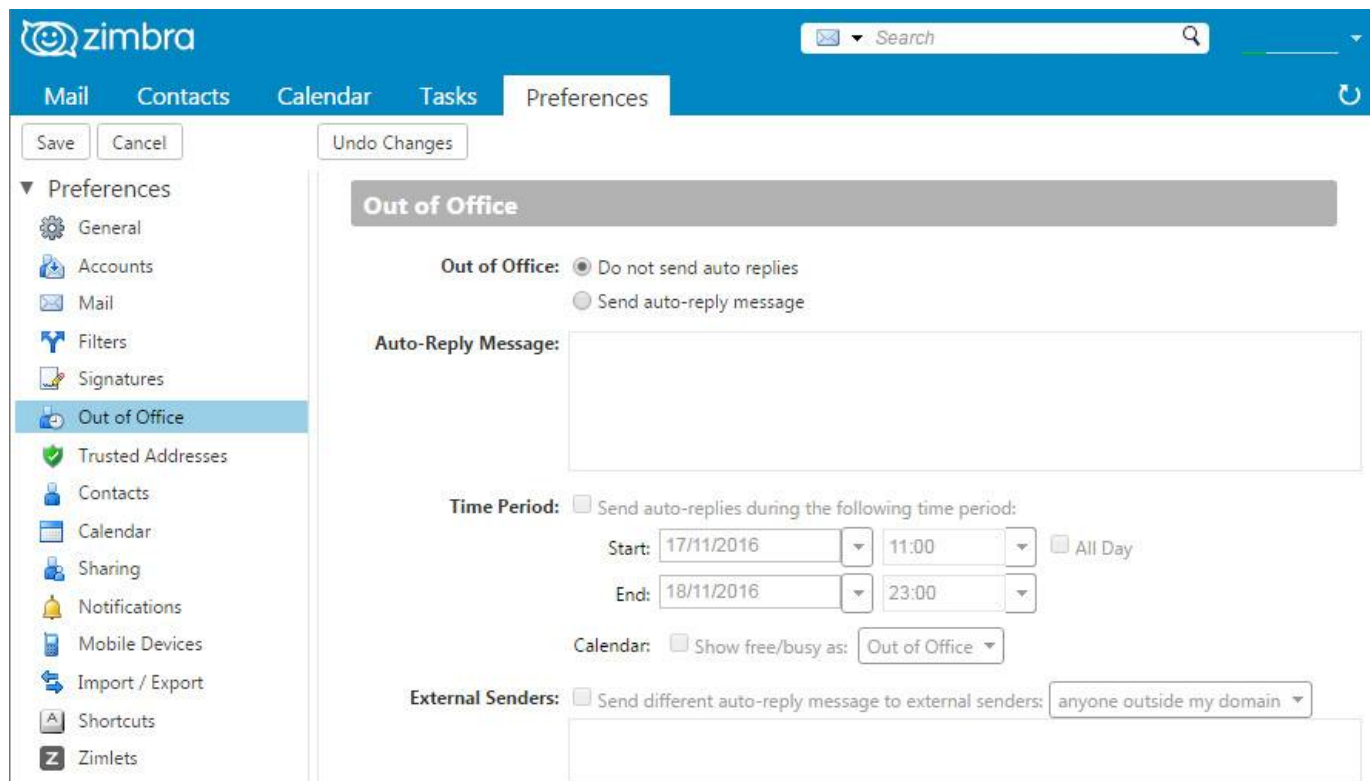 zimbra
Search
Mail Contacts Calendar Tasks Preferences
Save Cancel Undo Changes
Preferences
General
Accounts
Mail
Filters
Signatures
Out of Office
Trusted Addresses
Contacts
Calendar
Sharing
Notifications
Mobile Devices
Import / Export
A Shortcuts
Z Zimlets
Out of Office
Out of Office: Do not send auto replies
Send auto-reply message
Auto-Reply Message:
Time Period: Send auto-replies during the following time period:
Start: 17/11/2016 11:00 All Day
End: 18/11/2016 23:00
Calendar: Show free/busy as: Out of Office
External Senders: Send different auto-reply message to external senders: anyone outside my domain